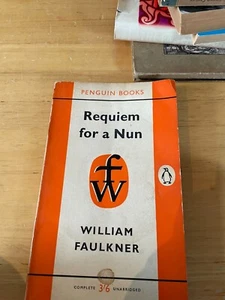 PENGUIN BOOKS
Requiem
for a Nun
fW
WILLIAM
FAULKNER
COMPLETE 3'6 UNABRIDGED